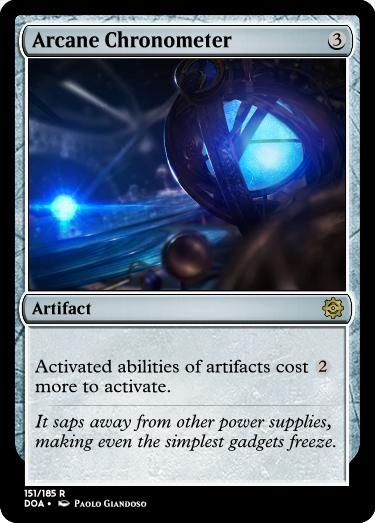 Arcane Chronometer 3
Artifact
Activated abilities of artifacts cost 2
more to activate.
It saps away from other power supplies,
making even the simplest gadgets freeze.
151/185 R
DOA • Paolo Giandoso